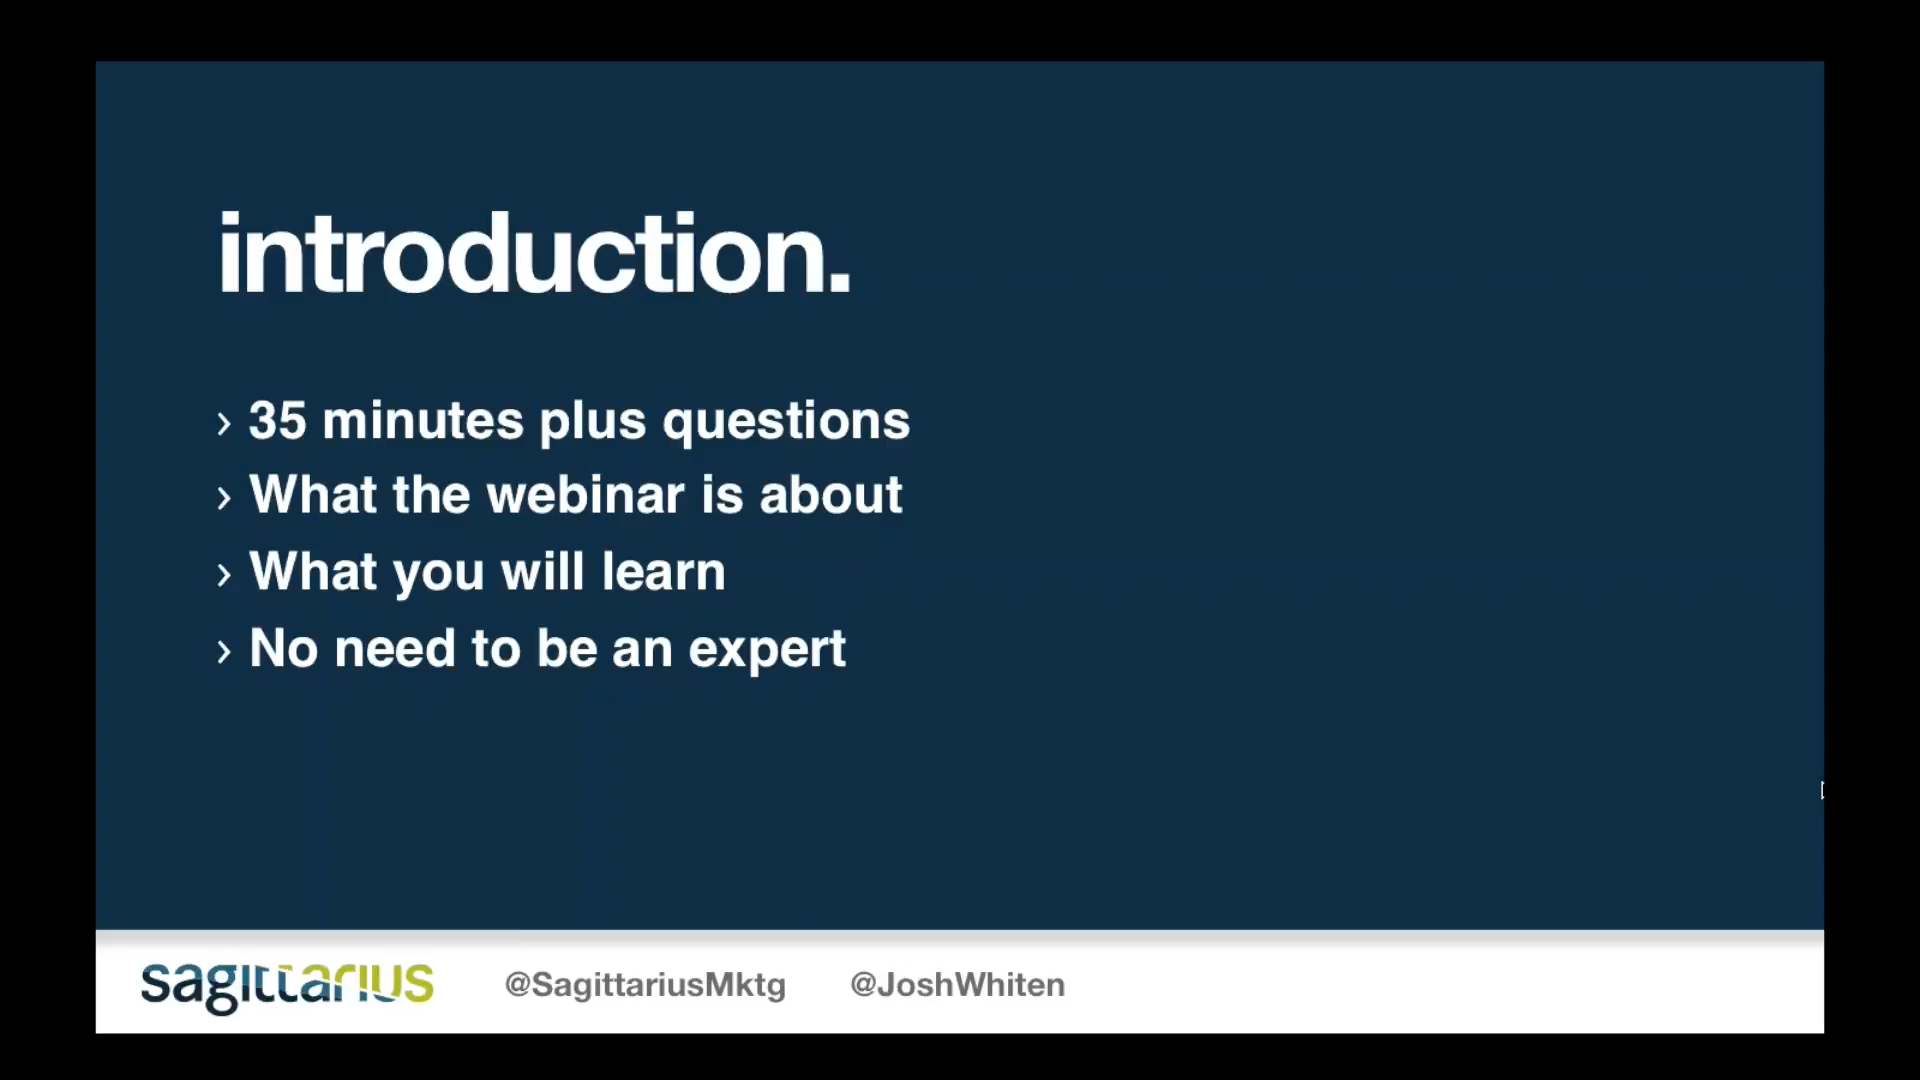 introduction.
› 35 minutes plus questions
› What the webinar is about
› What you will learn
› No need to be an expert
sagittarius @SagittariusMktg @JoshWhiten